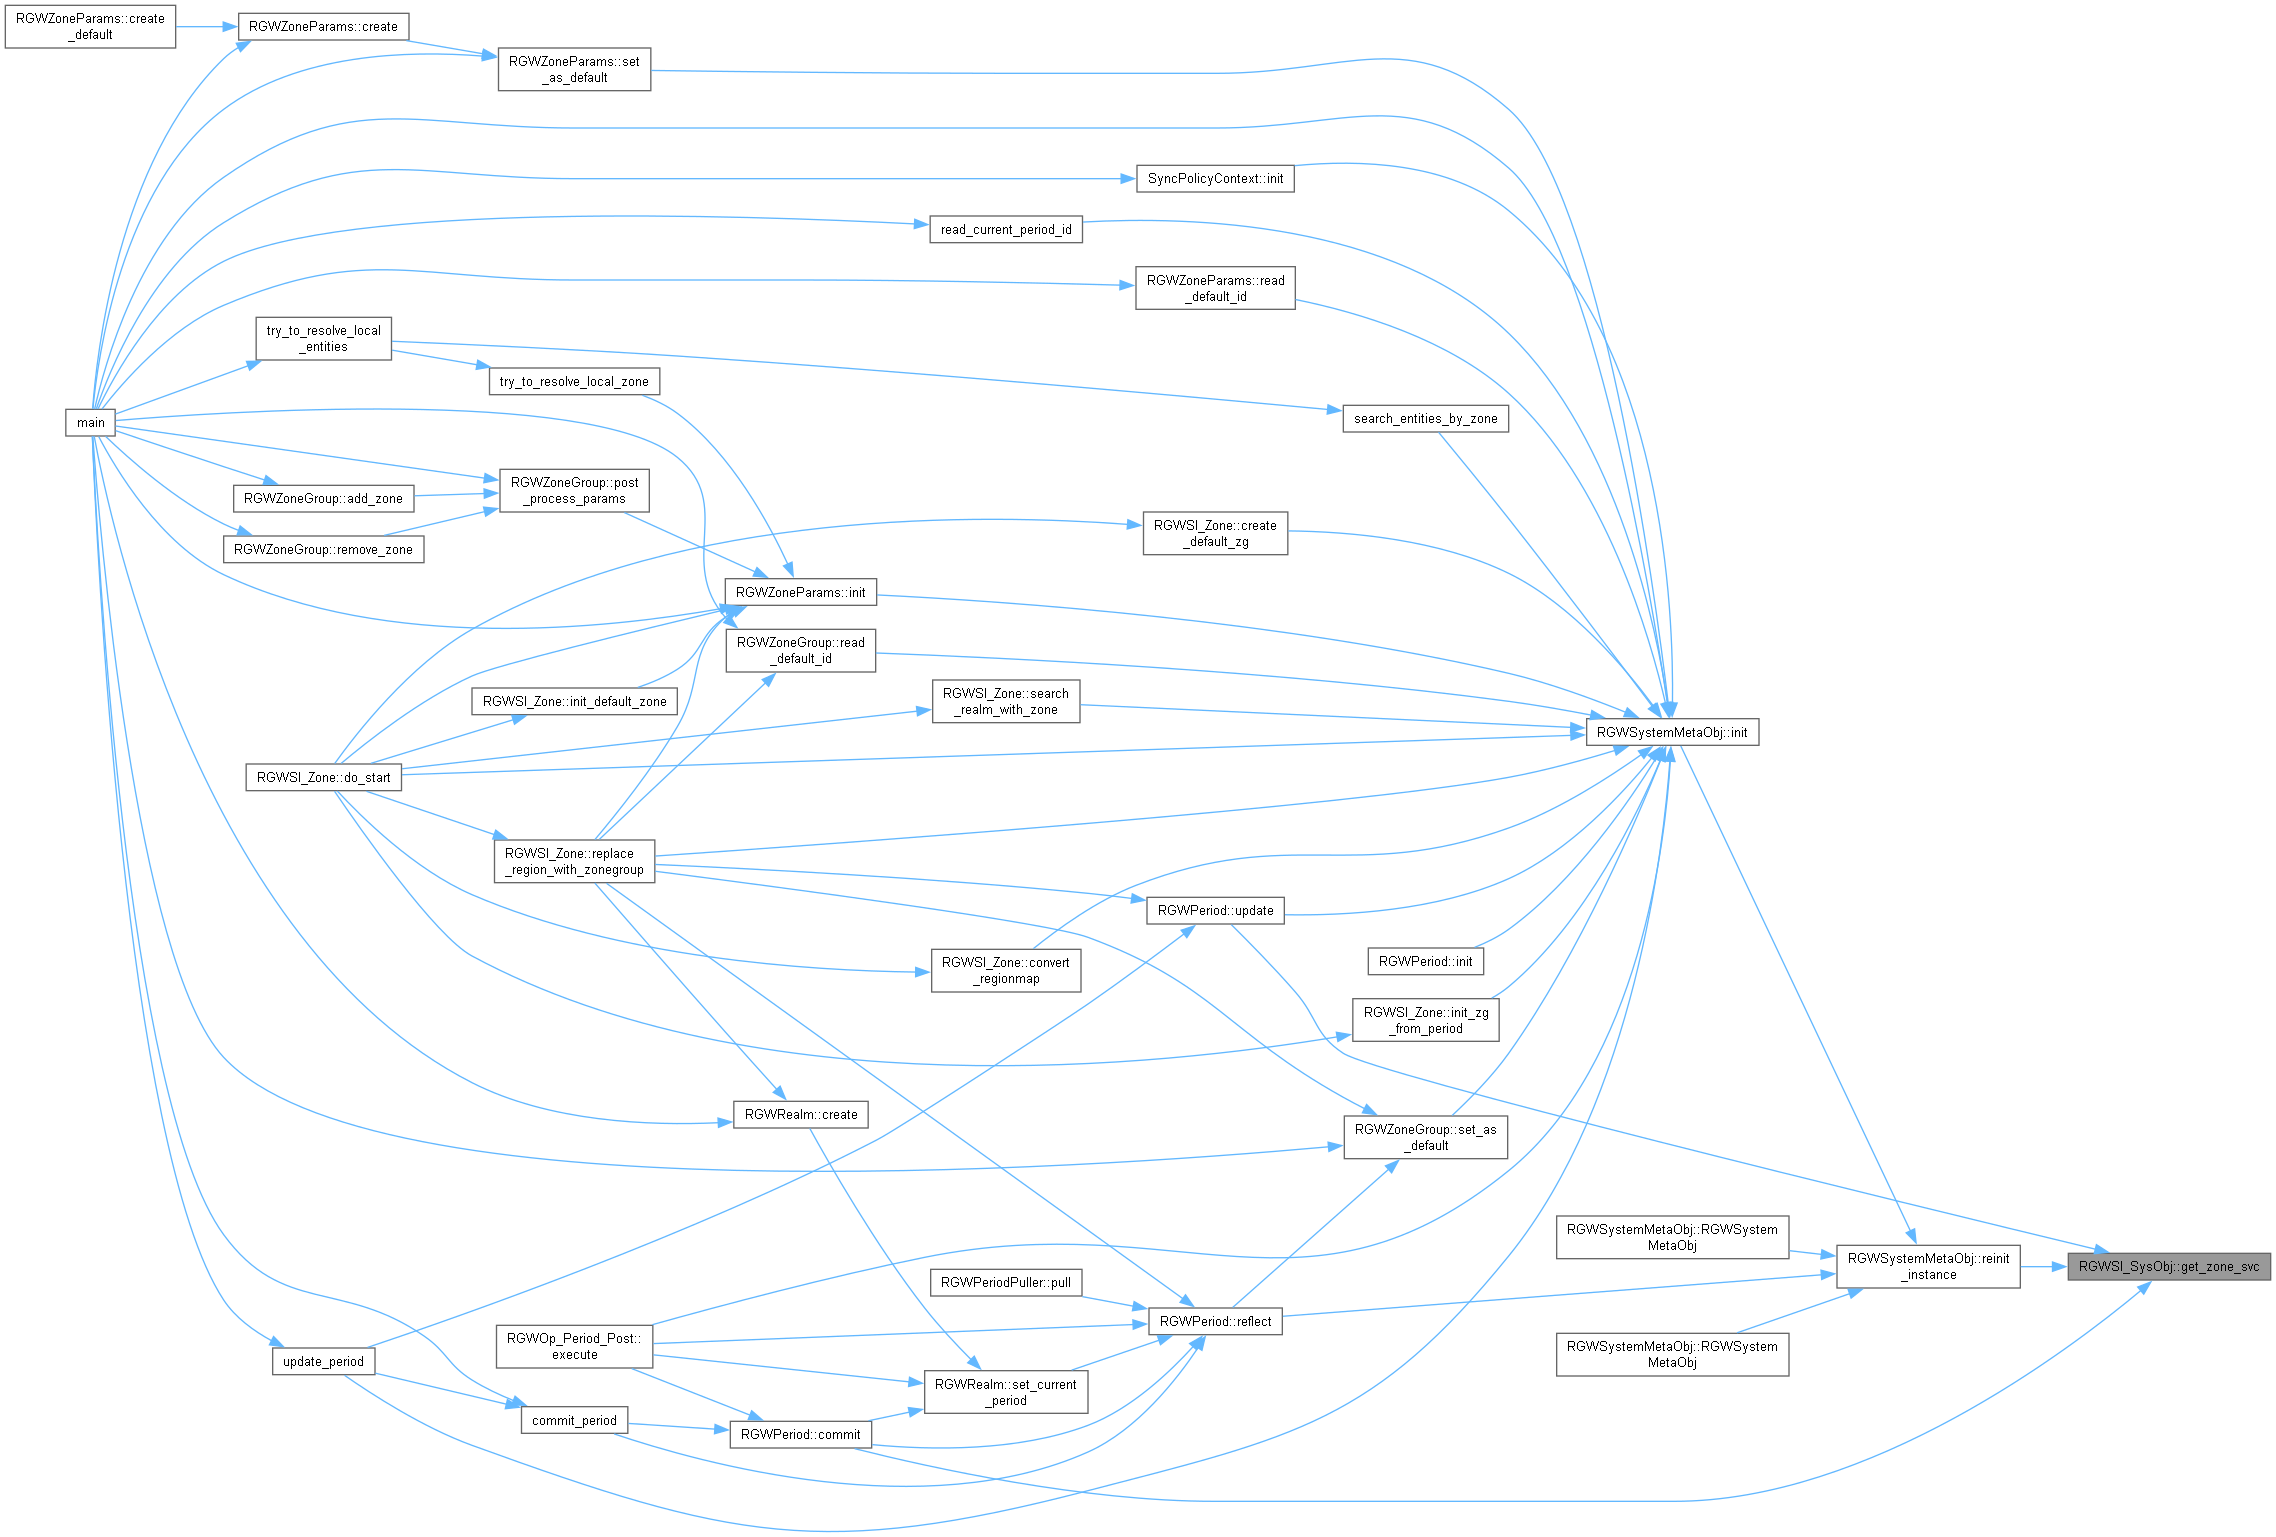 RGWZoneParams::create
_default
RGWZoneParams::create
RGWZoneParams::set
_as_default
SyncPolicyContext::init
read_current_period_id
RGWZoneParams::read
_default_id
try_to_resolve_local
_entities
try_to_resolve_local_zone
main
search_entities_by_zone
RGWZoneGroup::post
_process_params
RGWZoneGroup::add_zone
RGWZoneGroup::remove_zone
RGWSI_Zone::create
_default_zg
RGWZoneParams::init
RGWZoneGroup::read
_default_id
RGWSI_Zone::init_default_zone
RGWSI_Zone::search
_realm_with_zone
RGWSystemMetaObj::init
RGWSI_Zone::do_start
RGWSI_Zone::replace
_region_with_zonegroup
RGWPeriod::update
RGWSI_Zone::convert
_regionmap
RGWPeriod::init
RGWSI_Zone::init_zg
_from_period
RGWRealm::create
RGWZoneGroup::set_as
_default
RGWSystemMetaObj::RGWSystem
MetaObj
RGWSystemMetaObj::reinit
_instance
RGWSI_SysObj::get_zone_svc
RGWPeriodPuller::pull
RGWPeriod::reflect
RGWOp_Period_Post::
execute
RGWSystemMetaObj::RGWSystem
MetaObj
update_period
RGWRealm::set_current
_period
commit_period
RGWPeriod::commit